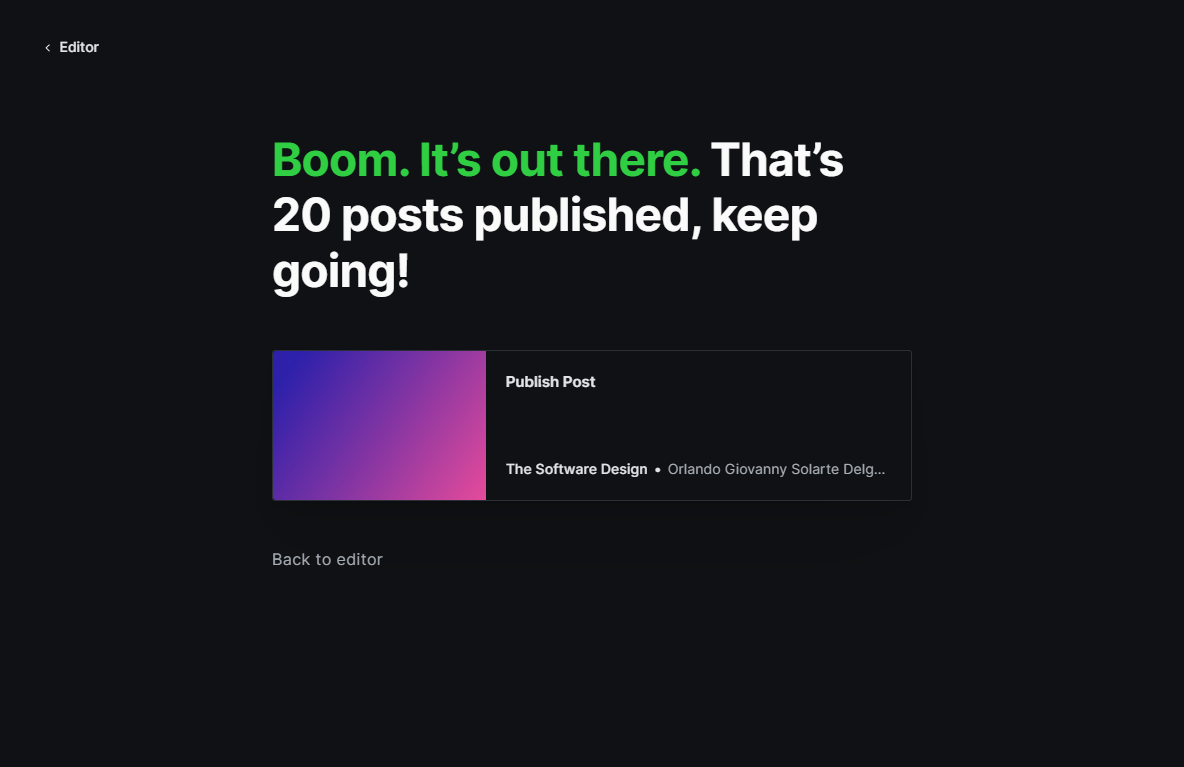 Editor
Boom. It’s out there. That’s
20 posts published, keep
going!
Publish Post
The Software Design • Orlando Giovanny Solarte Delg...
Back to editor